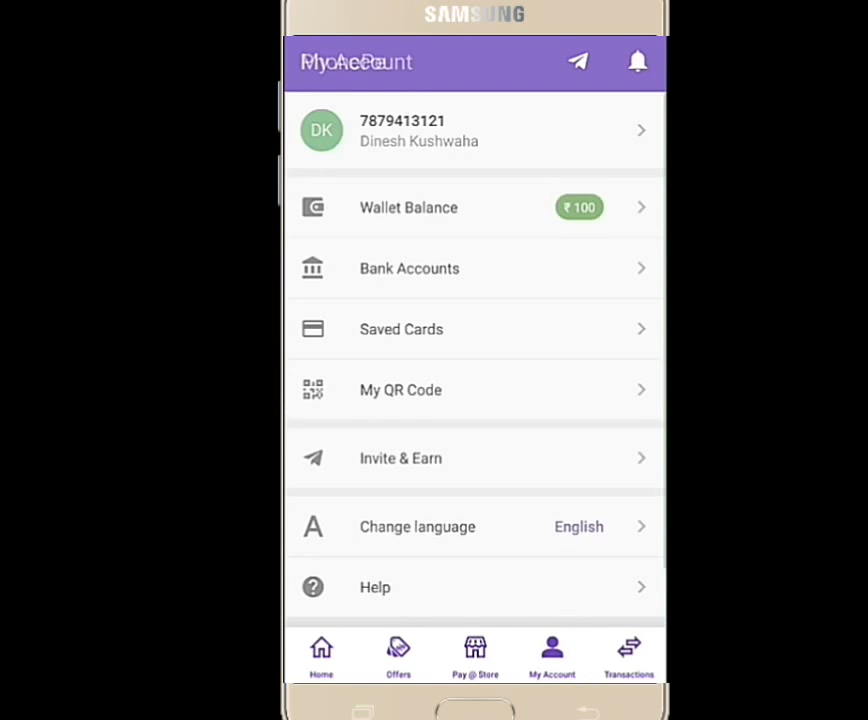 SAMSUNG
My Account
PhonePe
DK
7879413121
Dinesh Kushwaha
Wallet Balance
₹ 100
Bank Accounts
Saved Cards
My QR Code
Invite & Earn
A
Change language
English
Help
Home
Offers
Pay @ Store
My Account
Transactions